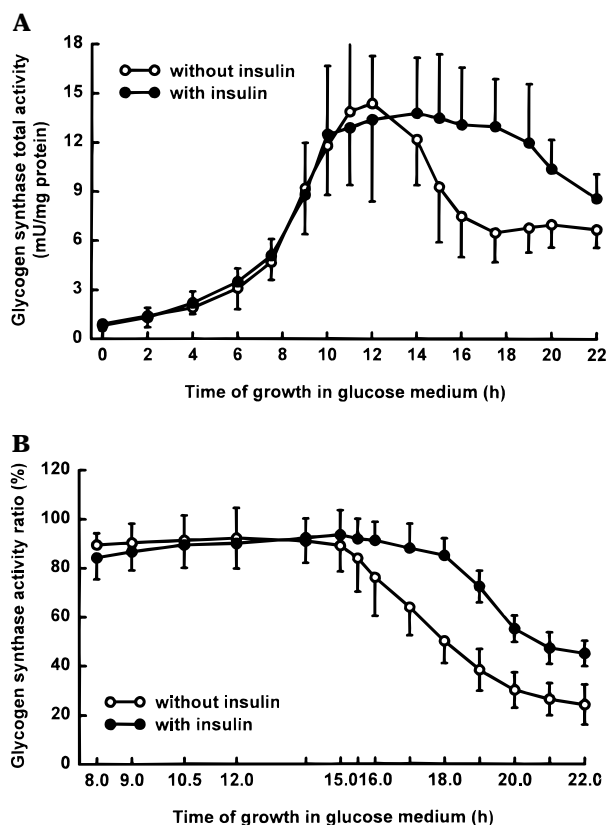 A
Glycogen synthase total activity
(mU/mg protein)
18
15
12
9
6
3
0
without insulin
with insulin
0 2 4 6 8 10 12 14 16 18 20 22
Time of growth in glucose medium (h)
B
Glycogen synthase activity ratio (%)
120
100
80
60
40
20
0
without insulin
with insulin
8.0 9.0 10.5 12.0 15.0 16.0 18.0 20.0 22.0
Time of growth in glucose medium (h)